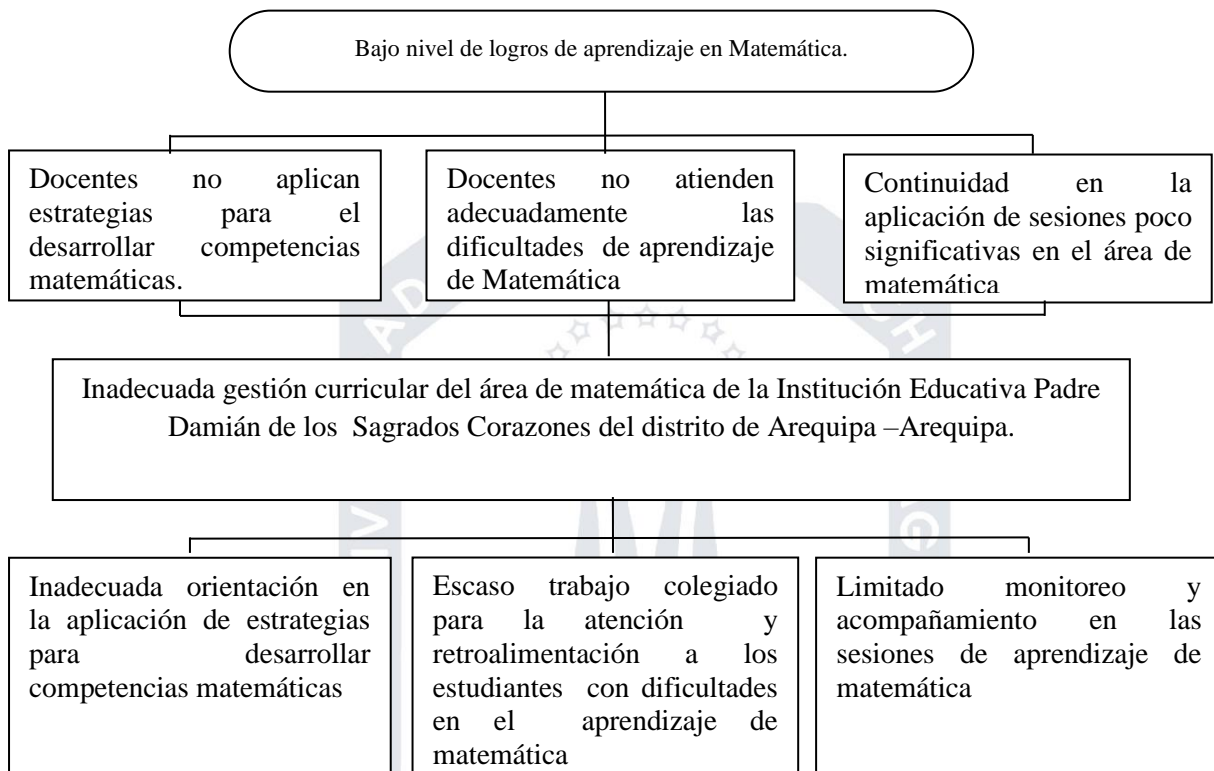 Bajo nivel de logros de aprendizaje en Matemática.
Docentes no aplican
estrategias para el
desarrollar competencias
matemáticas.
Docentes no atienden
adecuadamente las
dificultades de aprendizaje
de Matemática
Continuidad en la
aplicación de sesiones poco
significativas en el área de
matemática
Inadecuada gestión curricular del área de matemática de la Institución Educativa Padre
Damián de los Sagrados Corazones del distrito de Arequipa –Arequipa.
Inadecuada orientación en
la aplicación de estrategias
para desarrollar
competencias matemáticas
Escaso trabajo colegiado
para la atención y
retroalimentación a los
estudiantes con dificultades
en el aprendizaje de
matemática
Limitado monitoreo y
acompañamiento en las
sesiones de aprendizaje de
matemática